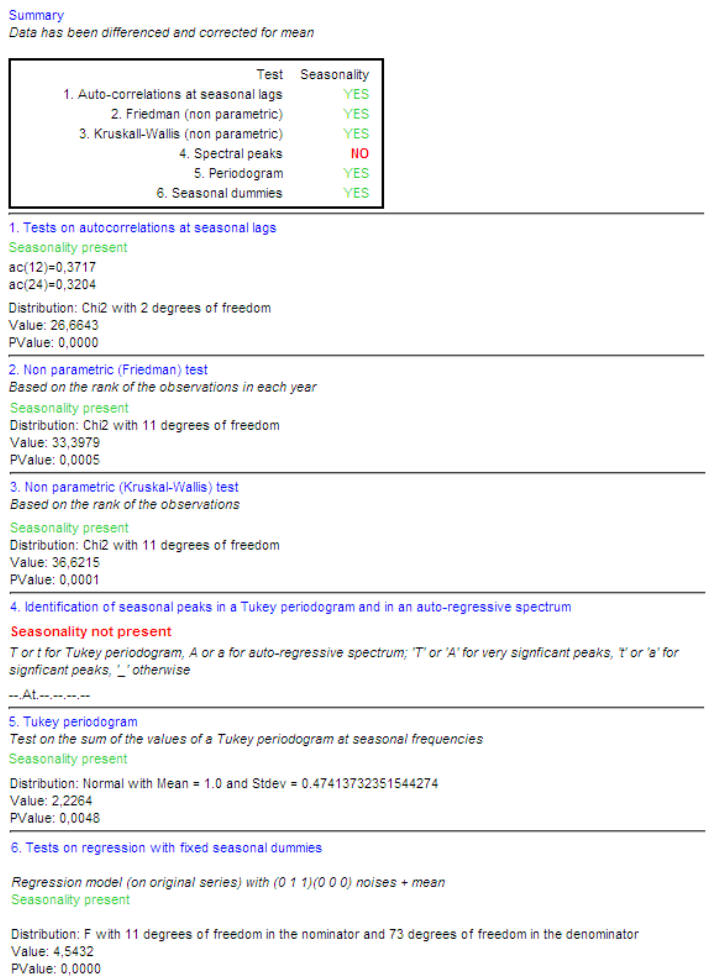 Summary
Data has been differenced and corrected for mean
Test Seasonality
1. Auto-correlations at seasonal lags YES
2. Friedman (non parametric) YES
3. Kruskall-Wallis (non parametric) YES
4. Spectral peaks NO
5. Periodogram YES
6. Seasonal dummies YES
1. Tests on autocorrelations at seasonal lags
Seasonality present
ac(12)=0,3717
ac(24)=0,3204
Distribution: Chi2 with 2 degrees of freedom
Value: 26,6643
PValue: 0,0000
2. Non parametric (Friedman) test
Based on the rank of the observations in each year
Seasonality present
Distribution: Chi2 with 11 degrees of freedom
Value: 33,3979
PValue: 0,0005
3. Non parametric (Kruskal-Wallis) test
Based on the rank of the observations
Seasonality present
Distribution: Chi2 with 11 degrees of freedom
Value: 36,6215
PValue: 0,0001
4. Identification of seasonal peaks in a Tukey periodogram and in an auto-regressive spectrum
Seasonality not present
T or t for Tukey periodogram, A or a for auto-regressive spectrum; 'T' or 'A' for very signficant peaks, 't' or 'a' for
signficant peaks, '_' otherwise
--.At.--.--.--.--
5. Tukey periodogram
Test on the sum of the values of a Tukey periodogram at seasonal frequencies
Seasonality present
Distribution: Normal with Mean = 1.0 and Stdev = 0.47413732351544274
Value: 2,2264
PValue: 0,0048
6. Tests on regression with fixed seasonal dummies
Regression model (on original series) with (0 1 1)(0 0 0) noises + mean
Seasonality present
Distribution: F with 11 degrees of freedom in the nominator and 73 degrees of freedom in the denominator
Value: 4,5432
PValue: 0,0000